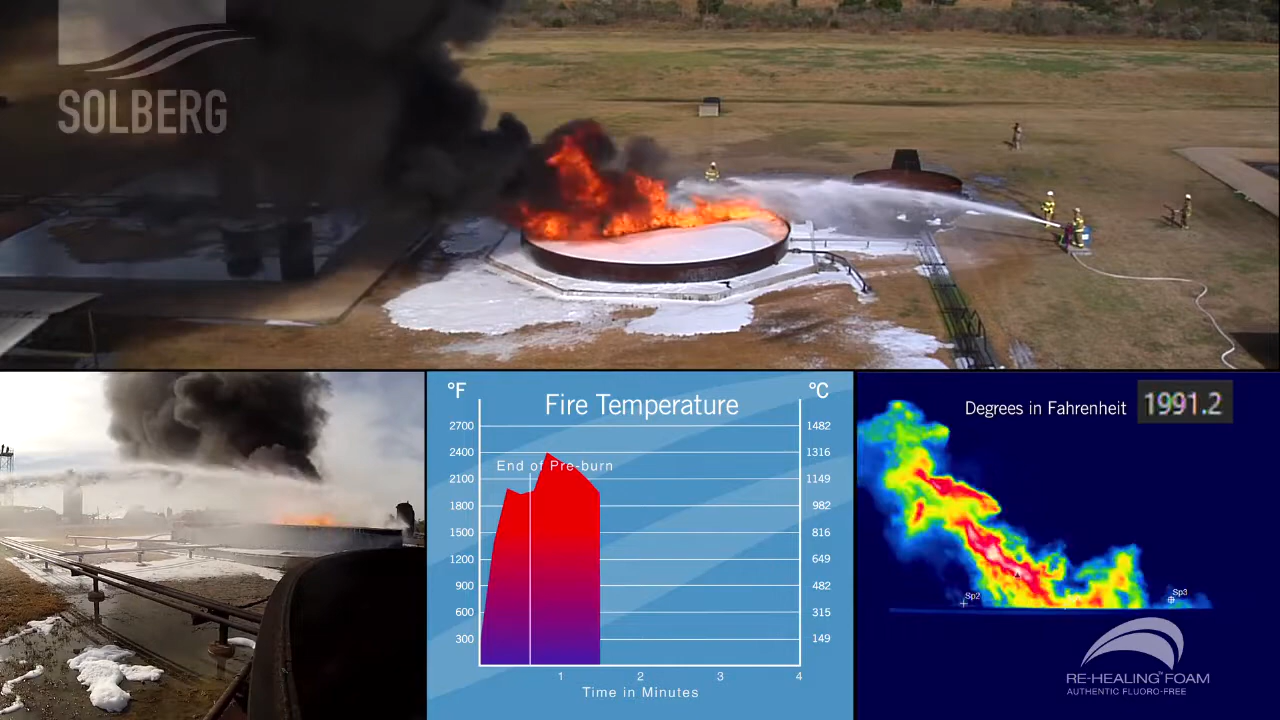 SOLBERG
°F
Fire Temperature
°C
2700
1482
2400
1316
End of Pre-burn
2100
1149
1800
982
1500
816
1200
649
900
482
600
315
300
149
1
2
3
4
Time in Minutes
Degrees in Fahrenheit
1991.2
Sp2
Sp3
RE-HEALING™ FOAM
AUTHENTIC FLUORO-FREE